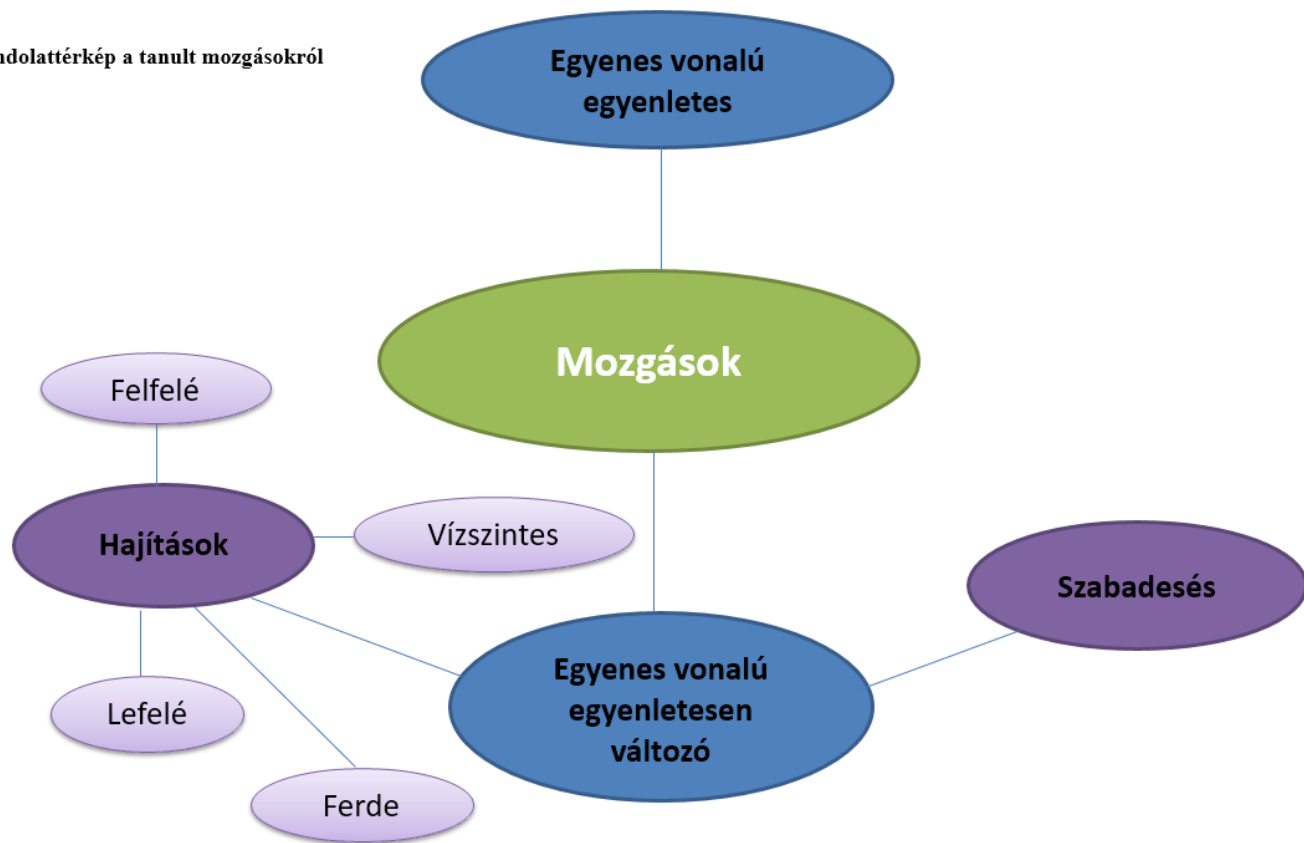 ndolattérkép a tanult mozgásokról
Egyenes vonalú
egyenletes
Mozgások
Felfelé
Hajítások
Vízszintes
Szabadesés
Lefelé
Egyenes vonalú
egyenletesen
változó
Ferde